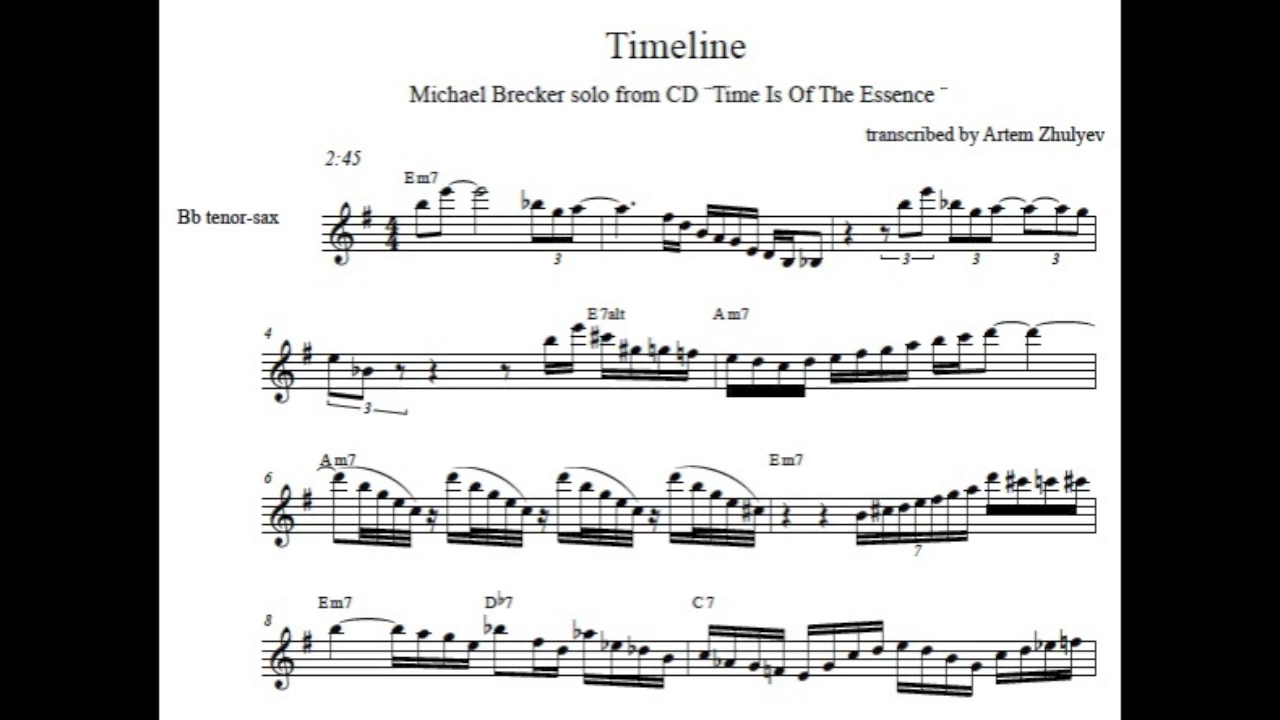 Timeline
Michael Brecker solo from CD ¨Time Is Of The Essence ¨
transcribed by Artem Zhulyev
2:45
Em7
Bb tenor-sax
3 3 3 3
4 E7alt Am7
3
6 Am7 Em7
7
8 Em7 Db7 C7